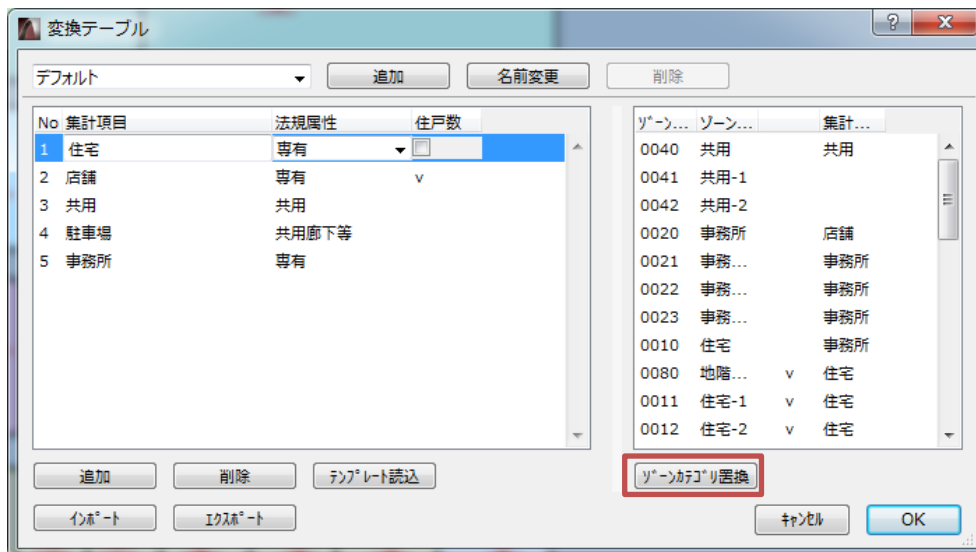 変換テーブル
デフォルト 追加 名前変更 削除
No 集計項目 法規属性 住戸数
1 住宅 専有
2 店舗 専有 v
3 共用 共用
4 駐車場 共用廊下等
5 事務所 専有
ｿﾞｰﾝ... ゾーン... 集計...
0040 共用 共用
0041 共用-1
0042 共用-2
0020 事務所 店舗
0021 事務... 事務所
0022 事務... 事務所
0023 事務... 事務所
0010 住宅 事務所
0080 地階... v 住宅
0011 住宅-1 v 住宅
0012 住宅-2 v 住宅
追加 削除 ﾃﾝﾌﾟﾚｰﾄ読込
ｿﾞｰﾝｶﾃｺﾞﾘ置換
ｲﾝﾎﾟｰﾄ ｴｸｽﾎﾟｰﾄ
ｷｬﾝｾﾙ OK